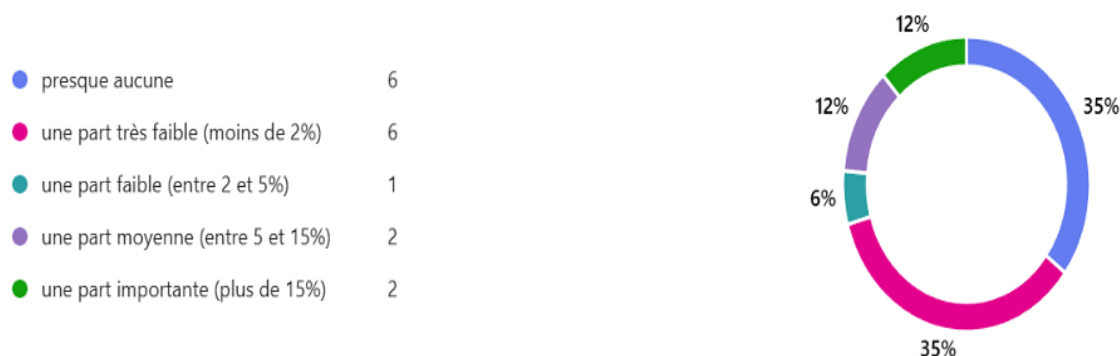 presque aucune 6
une part très faible (moins de 2%) 6
une part faible (entre 2 et 5%) 1
une part moyenne (entre 5 et 15%) 2
une part importante (plus de 15%) 2
12%
12%
35%
6%
35%